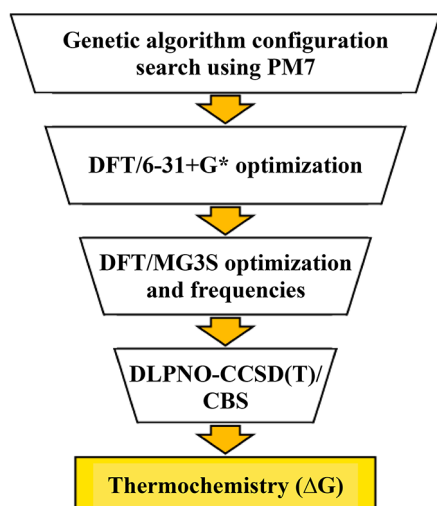 Genetic algorithm configuration
search using PM7
DFT/6-31+G* optimization
DFT/MG3S optimization
and frequencies
DLPNO-CCSD(T)/
CBS
Thermochemistry (ΔG)